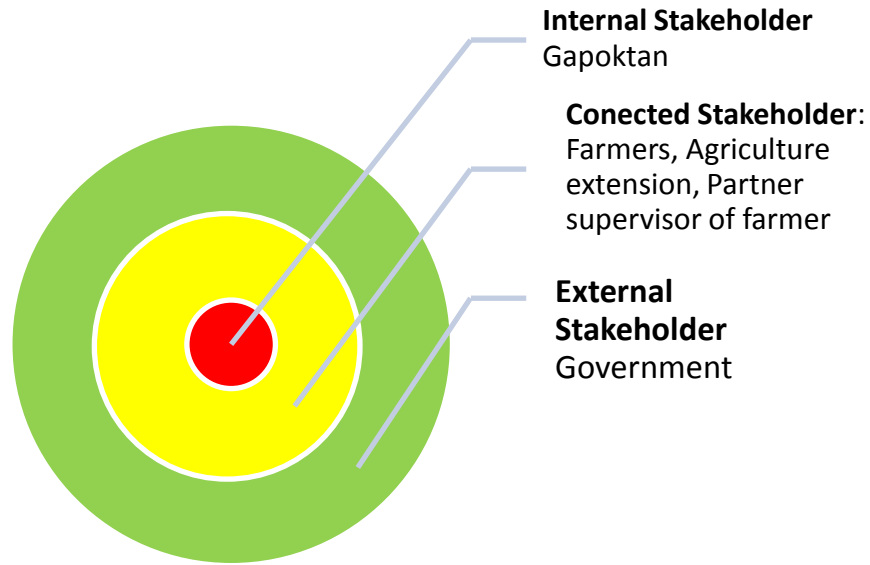 Internal Stakeholder
Gapoktan
Conected Stakeholder:
Farmers, Agriculture
extension, Partner
supervisor of farmer
External
Stakeholder
Government